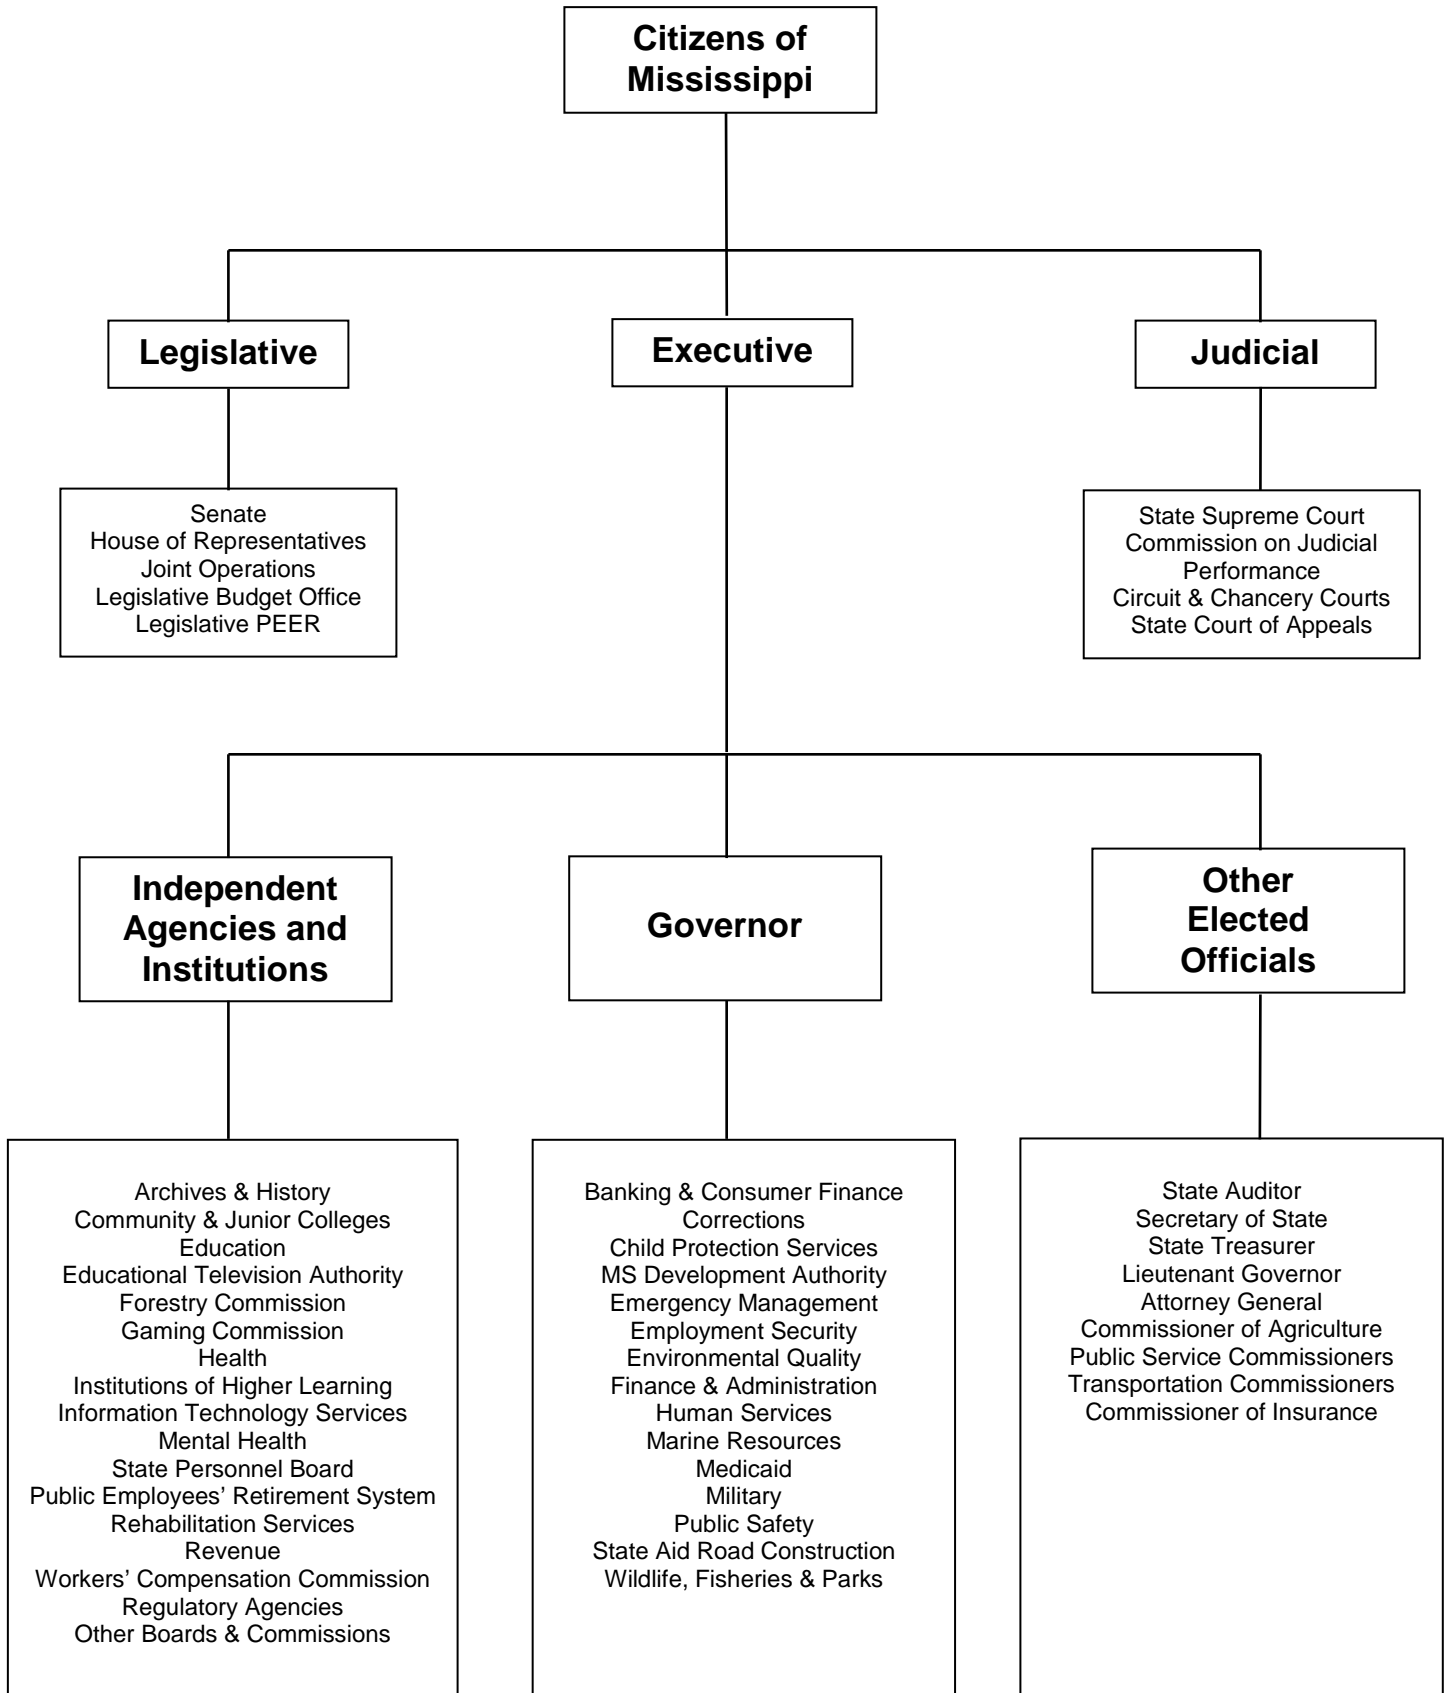 Citizens of
Mississippi
Legislative
Executive
Judicial
Senate
House of Representatives
Joint Operations
Legislative Budget Office
Legislative PEER
State Supreme Court
Commission on Judicial
Performance
Circuit & Chancery Courts
State Court of Appeals
Independent
Agencies and
Institutions
Governor
Other
Elected
Officials
Archives & History
Community & Junior Colleges
Education
Educational Television Authority
Forestry Commission
Gaming Commission
Health
Institutions of Higher Learning
Information Technology Services
Mental Health
State Personnel Board
Public Employees’ Retirement System
Rehabilitation Services
Revenue
Workers’ Compensation Commission
Regulatory Agencies
Other Boards & Commissions
Banking & Consumer Finance
Corrections
Child Protection Services
MS Development Authority
Emergency Management
Employment Security
Environmental Quality
Finance & Administration
Human Services
Marine Resources
Medicaid
Military
Public Safety
State Aid Road Construction
Wildlife, Fisheries & Parks
State Auditor
Secretary of State
State Treasurer
Lieutenant Governor
Attorney General
Commissioner of Agriculture
Public Service Commissioners
Transportation Commissioners
Commissioner of Insurance